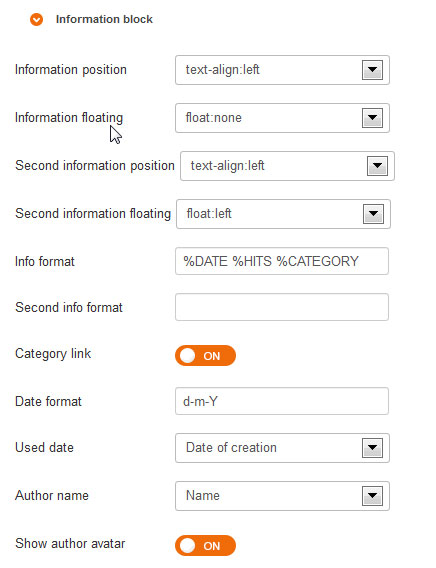 Information block
Information position text-align:left
Information floating float:none
Second information position text-align:left
Second information floating float:left
Info format %DATE %HITS %CATEGORY
Second info format
Category link ON
Date format d-m-Y
Used date Date of creation
Author name Name
Show author avatar ON